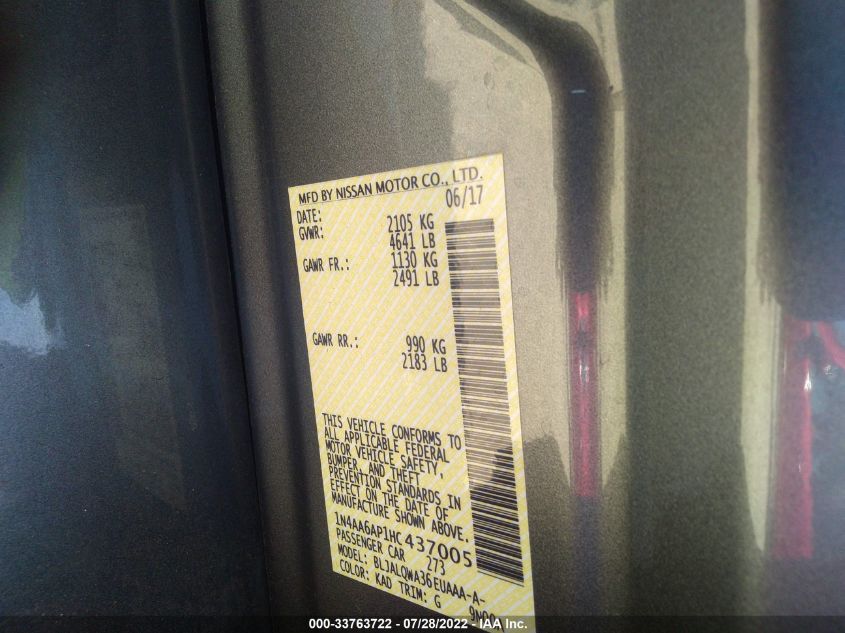 MFD BY NISSAN MOTOR CO., LTD.
DATE: 06/17
GVWR: 2105 KG
4641 LB
GAWR FR.: 1130 KG
2491 LB
GAWR RR.: 990 KG
2183 LB
THIS VEHICLE CONFORMS TO
ALL APPLICABLE FEDERAL
MOTOR VEHICLE SAFETY,
BUMPER, AND THEFT
PREVENTION STANDARDS IN
EFFECT ON THE DATE OF
MANUFACTURE SHOWN ABOVE.
1N4AA6AP1HC437005
PASSENGER CAR 273
MODEL: BLJALQWA36EUAAA-A-
COLOR: KAD TRIM: G
000-33763722 - 07/28/2022 - IAA Inc.